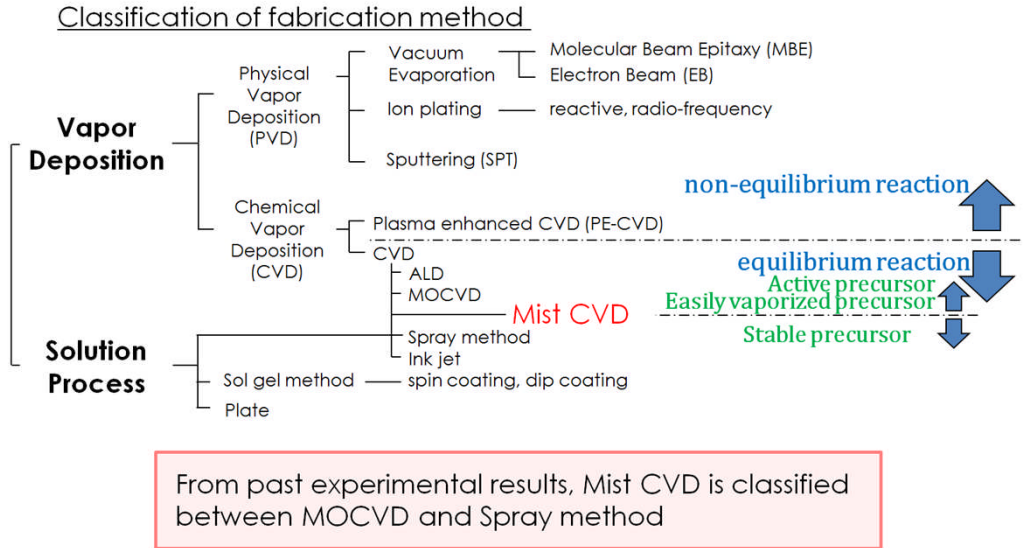 Classification of fabrication method
Vapor
Deposition
Physical
Vapor
Deposition
(PVD)
Vacuum
Evaporation
Molecular Beam Epitaxy (MBE)
Electron Beam (EB)
Ion plating
reactive, radio-frequency
Sputtering (SPT)
non-equilibrium reaction
Chemical
Vapor
Deposition
(CVD)
Plasma enhanced CVD (PE-CVD)
CVD
equilibrium reaction
ALD
MOCVD
Active precursor
Easily vaporized precursor
Mist CVD
Stable precursor
Solution
Process
Spray method
Ink jet
Sol gel method
spin coating, dip coating
Plate
From past experimental results, Mist CVD is classified
between MOCVD and Spray method